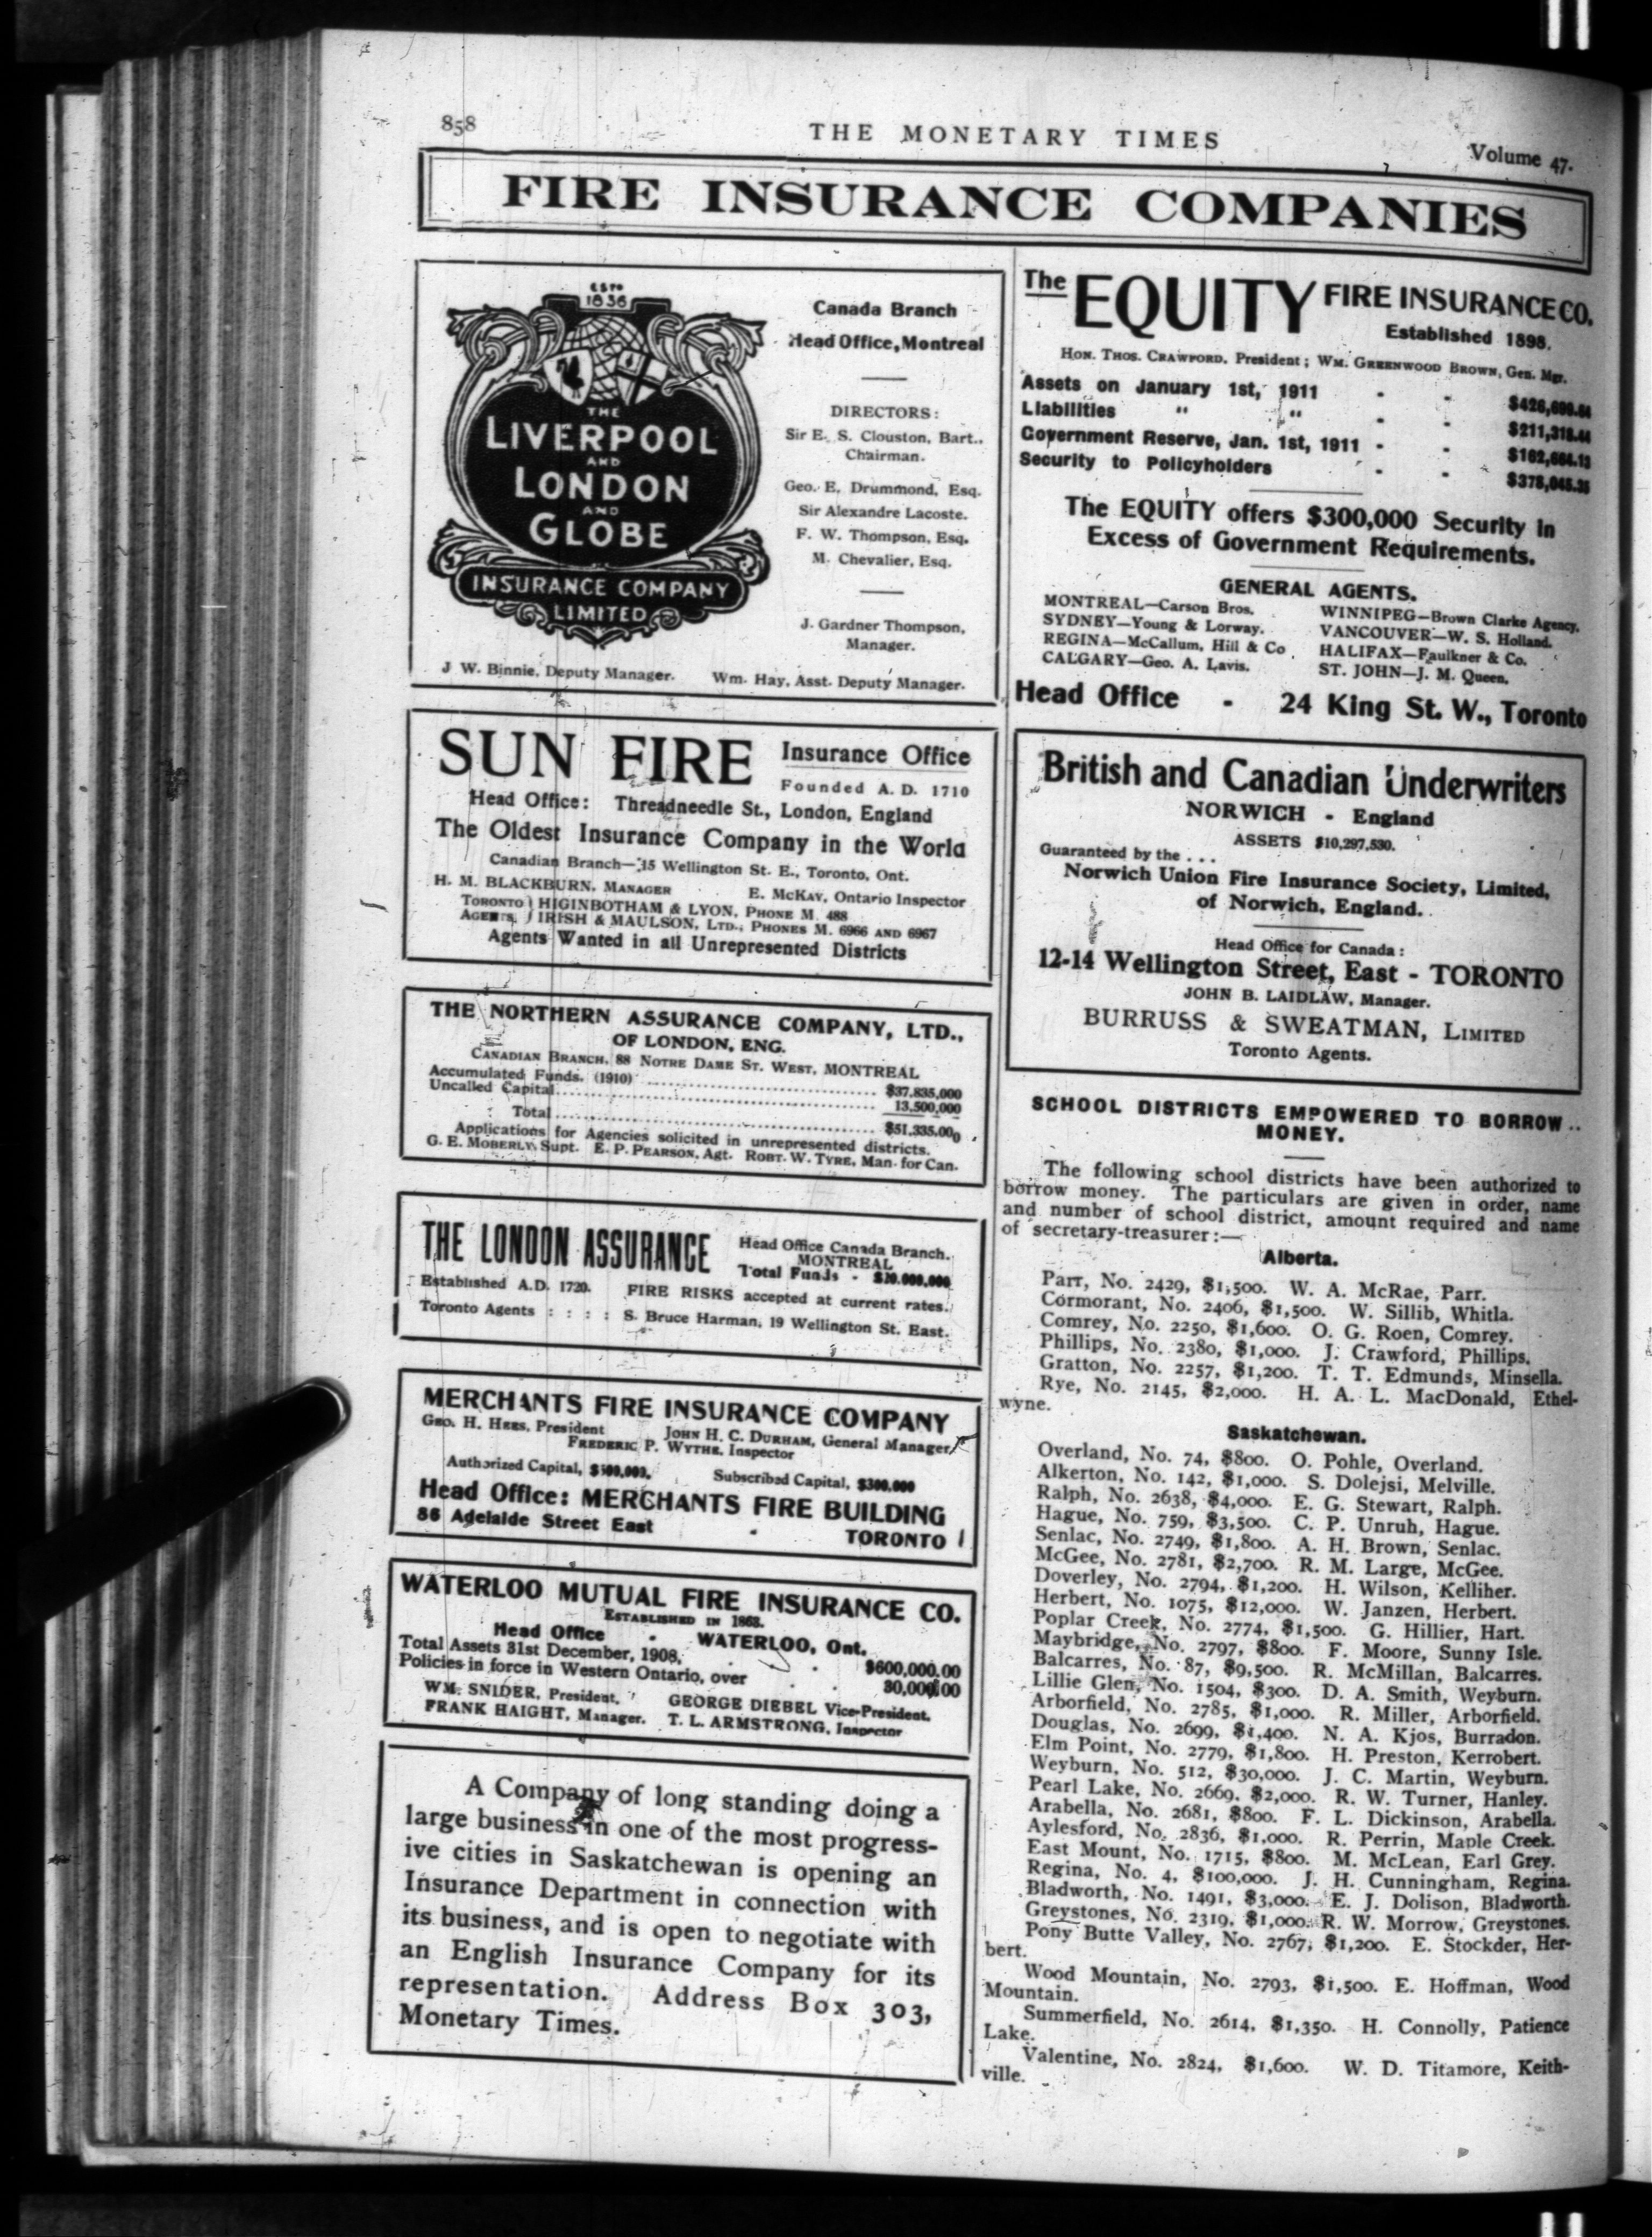 858
THE MONETARY TIMES
Volume 47.
FIRE INSURANCE COMPANIES
ESTD
1836
THE
LIVERPOOL
AND
LONDON
AND
GLOBE
INSURANCE COMPANY
LIMITED
Canada Branch
Head Office, Montreal
DIRECTORS:
Sir E. S. Clouston, Bart.,
Chairman.
Geo. E. Drummond, Esq.
Sir Alexandre Lacoste.
F. W. Thompson, Esq.
M. Chevalier, Esq.
J. Gardner Thompson,
Manager.
J W. Binnie, Deputy Manager. Wm. Hay, Asst. Deputy Manager.
SUN FIRE Insurance Office
Founded A. D. 1710
Head Office: Threadneedle St., London, England
The Oldest Insurance Company in the World
Canadian Branch—15 Wellington St. E., Toronto, Ont.
H. M. BLACKBURN, MANAGER E. McKAY, Ontario Inspector
TORONTO } HIGINBOTHAM & LYON, PHONE M. 488
AGENTS, } IRISH & MAULSON, LTD., PHONES M. 6966 AND 6967
Agents Wanted in all Unrepresented Districts
THE NORTHERN ASSURANCE COMPANY, LTD.,
OF LONDON, ENG.
CANADIAN BRANCH, 88 NOTRE DAME ST. WEST, MONTREAL
Accumulated Funds. (1910) $37,835,000
Uncalled Capital 13,500,000
Total $51,335,000
Applications for Agencies solicited in unrepresented districts.
G. E. MOBERLY, Supt. E. P. PEARSON, Agt. ROBT. W. TYRE, Man. for Can.
THE LONDON ASSURANCE
Head Office Canada Branch.
MONTREAL
Total Funds - $20,000,000
Established A.D. 1720. FIRE RISKS accepted at current rates.
Toronto Agents : : : : S. Bruce Harman, 19 Wellington St. East.
MERCHANTS FIRE INSURANCE COMPANY
GEO. H. HEES, President JOHN H. C. DURHAM, General Manager
FREDERIC P. WYTHE, Inspector
Authorized Capital, $500,000. Subscribed Capital, $300,000
Head Office: MERCHANTS FIRE BUILDING
86 Adelaide Street East - TORONTO
WATERLOO MUTUAL FIRE INSURANCE CO.
ESTABLISHED IN 1863.
Head Office - WATERLOO, Ont.
Total Assets 31st December, 1908, $600,000.00
Policies in force in Western Ontario, over 30,000.00
WM. SNIDER, President, GEORGE DIEBEL Vice-President.
FRANK HAIGHT, Manager. T. L. ARMSTRONG, Inspector
A Company of long standing doing a
large business in one of the most progress-
ive cities in Saskatchewan is opening an
Insurance Department in connection with
its business, and is open to negotiate with
an English Insurance Company for its
representation. Address Box 303,
Monetary Times.
The EQUITY FIRE INSURANCE CO.
Established 1898.
HON. THOS. CRAWFORD, President; WM. GREENWOOD BROWN, Gen. Mgr.
Assets on January 1st, 1911 - -
Liabilities " " - - $211,318.44
Government Reserve, Jan. 1st, 1911 - - $162,664.13
Security to Policyholders - -
The EQUITY offers $300,000 Security in
Excess of Government Requirements.
GENERAL AGENTS.
MONTREAL—Carson Bros. WINNIPEG—Brown Clarke Agency.
SYDNEY—Young & Lorway. VANCOUVER—W. S. Holland.
REGINA—McCallum, Hill & Co HALIFAX—Faulkner & Co.
CALGARY—Geo. A. Lavis. ST. JOHN—J. M. Queen.
Head Office - 24 King St. W., Toronto
British and Canadian Underwriters
NORWICH - England
ASSETS $10,297,530.
Guaranteed by the ...
Norwich Union Fire Insurance Society, Limited,
of Norwich, England.
Head Office for Canada:
12-14 Wellington Street, East - TORONTO
JOHN B. LAIDLAW, Manager.
BURRUSS & SWEATMAN, LIMITED
Toronto Agents.
SCHOOL DISTRICTS EMPOWERED TO BORROW
MONEY.
The following school districts have been authorized to
borrow money. The particulars are given in order, name
and number of school district, amount required and name
of secretary-treasurer:—
Alberta.
Parr, No. 2429, $1,500. W. A. McRae, Parr.
Cormorant, No. 2406, $1,500. W. Sillib, Whitla.
Comrey, No. 2250, $1,600. O. G. Roen, Comrey.
Phillips, No. 2380, $1,000. J. Crawford, Phillips.
Gratton, No. 2257, $1,200. T. T. Edmunds, Minsella.
Rye, No. 2145, $2,000. H. A. L. MacDonald, Ethel-
wyne.
Saskatchewan.
Overland, No. 74, $800. O. Pohle, Overland.
Alkerton, No. 142, $1,000. S. Dolejsi, Melville.
Ralph, No. 2638, $4,000. E. G. Stewart, Ralph.
Hague, No. 759, $3,500. C. P. Unruh, Hague.
Senlac, No. 2749, $1,800. A. H. Brown, Senlac.
McGee, No. 2781, $2,700. R. M. Large, McGee.
Doverley, No. 2794, $1,200. H. Wilson, Kelliher.
Herbert, No. 1075, $12,000. W. Janzen, Herbert.
Poplar Creek, No. 2774, $1,500. G. Hillier, Hart.
Maybridge, No. 2797, $800. F. Moore, Sunny Isle.
Balcarres, No. 87, $9,500. R. McMillan, Balcarres.
Lillie Glen, No. 1504, $300. D. A. Smith, Weyburn.
Arborfield, No. 2785, $1,000. R. Miller, Arborfield.
Douglas, No. 2699, $1,400. N. A. Kjos, Burradon.
Elm Point, No. 2779, $1,800. H. Preston, Kerrobert.
Weyburn, No. 512, $30,000. J. C. Martin, Weyburn.
Pearl Lake, No. 2669, $2,000. R. W. Turner, Hanley.
Arabella, No. 2681, $800. F. L. Dickinson, Arabella.
Aylesford, No. 2836, $1,000. R. Perrin, Maple Creek.
East Mount, No. 1715, $800. M. McLean, Earl Grey.
Regina, No. 4, $100,000. J. H. Cunningham, Regina.
Bladworth, No. 1491, $3,000. E. J. Dolison, Bladworth.
Greystones, No. 2319, $1,000. R. W. Morrow, Greystones.
Pony Butte Valley, No. 2767, $1,200. E. Stockder, Her-
bert.
Wood Mountain, No. 2793, $1,500. E. Hoffman, Wood
Mountain.
Summerfield, No. 2614, $1,350. H. Connolly, Patience
Lake.
Valentine, No. 2824, $1,600. W. D. Titamore, Keith-
ville.